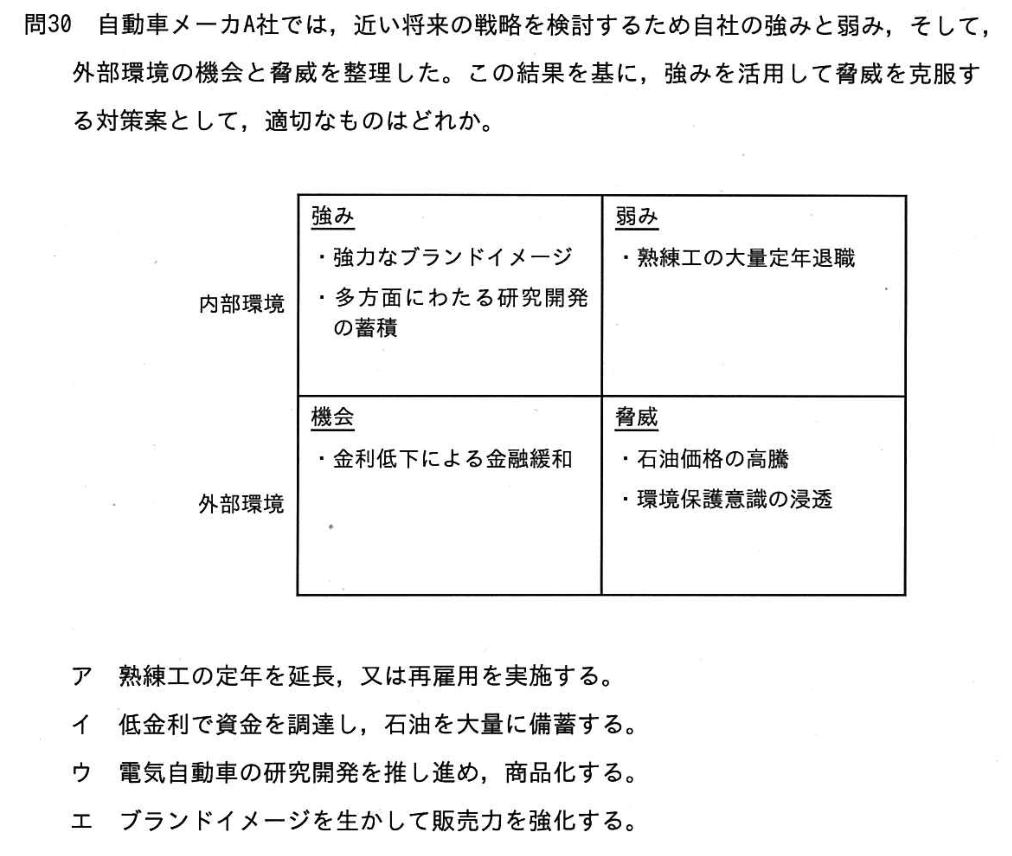 問30 自動車メーカA社では，近い将来の戦略を検討するため自社の強みと弱み，そして，
外部環境の機会と脅威を整理した。この結果を基に，強みを活用して脅威を克服す
る対策案として，適切なものはどれか。
強み
・強力なブランドイメージ
・多方面にわたる研究開発
の蓄積
弱み
・熟練工の大量定年退職
内部環境
機会
・金利低下による金融緩和
脅威
・石油価格の高騰
・環境保護意識の浸透
外部環境
ア 熟練工の定年を延長，又は再雇用を実施する。
イ 低金利で資金を調達し，石油を大量に備蓄する。
ウ 電気自動車の研究開発を推し進め，商品化する。
エ ブランドイメージを生かして販売力を強化する。